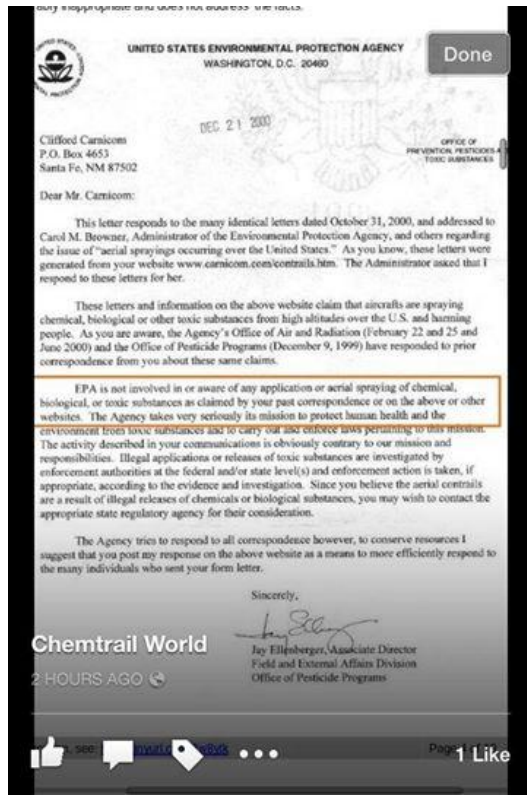 ably inappropriate and does not address the facts.
UNITED STATES ENVIRONMENTAL PROTECTION AGENCY
WASHINGTON, D.C. 20460
Done
DEC 21 2000
Clifford Carnicom
P.O. Box 4653
Santa Fe, NM 87502
OFFICE OF
PREVENTION, PESTICIDES A
TOXIC SUBSTANCES
Dear Mr. Carnicom:
This letter responds to the many identical letters dated October 31, 2000, and addressed to
Carol M. Browner, Administrator of the Environmental Protection Agency, and others regarding
the issue of "aerial sprayings occurring over the United States." As you know, these letters were
generated from your website www.carnicom.com/contrails.htm. The Administrator asked that I
respond to these letters for her.
These letters and information on the above website claim that aircrafts are spraying
chemical, biological or other toxic substances from high altitudes over the U.S. and harming
people. As you are aware, the Agency's Office of Air and Radiation (February 22 and 25 and
June 2000) and the Office of Pesticide Programs (December 9, 1999) have responded to prior
correspondence from you about these same claims.
EPA is not involved in or aware of any application or aerial spraying of chemical,
biological, or toxic substances as claimed by your past correspondence or on the above or other
websites. The Agency takes very seriously its mission to protect human health and the
environment from toxic substances and to carry out and enforce laws pertaining to this mission.
The activity described in your communications is obviously contrary to our mission and
responsibilities. Illegal applications or releases of toxic substances are investigated by
enforcement authorities at the federal and/or state level(s) and enforcement action is taken, if
appropriate, according to the evidence and investigation. Since you believe the aerial contrails
are a result of illegal releases of chemicals or biological substances, you may wish to contact the
appropriate state regulatory agency for their consideration.
The Agency tries to respond to all correspondence however, to conserve resources I
suggest that you post my response on the above website as a means to more efficiently respond to
the many individuals who sent your form letter.
Sincerely,
Jay Ellenberger, Associate Director
Field and External Affairs Division
Office of Pesticide Programs
Chemtrail World
2 HOURS AGO
see:
Page
1 Like